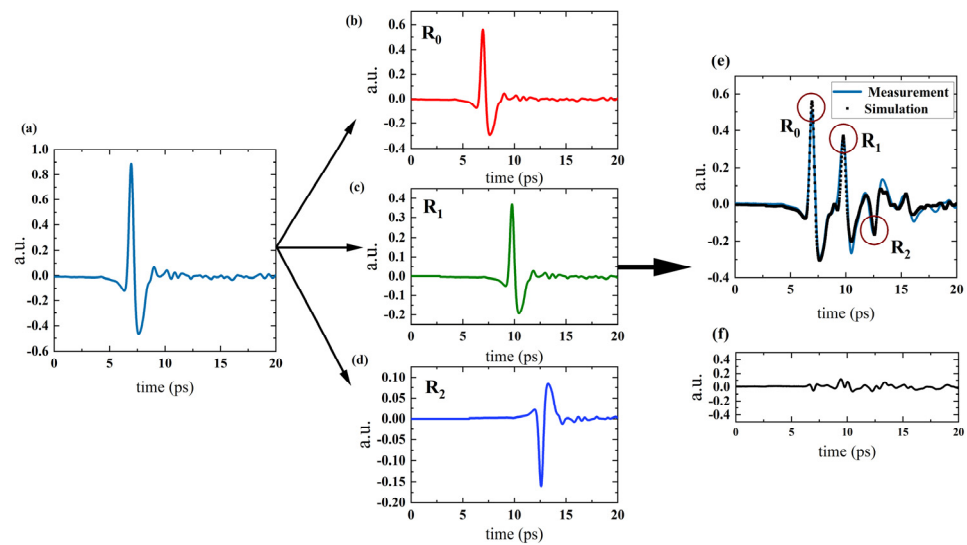 (a)
1.0
0.8
0.6
0.4
0.2
0.0
-0.2
-0.4
-0.6
a.u.
0 5 10 15 20
time (ps)
(b)
R0
0.6
0.4
0.2
0.0
-0.2
-0.4
a.u.
0 5 10 15 20
time (ps)
(c)
R1
0.4
0.3
0.2
0.1
0.0
-0.1
-0.2
a.u.
0 5 10 15 20
time (ps)
(d)
R2
0.10
0.05
0.00
-0.05
-0.10
-0.15
-0.20
a.u.
0 5 10 15 20
time (ps)
(e)
Measurement
Simulation
R0
R1
R2
0.6
0.4
0.2
0.0
-0.2
-0.4
a.u.
0 5 10 15 20
time (ps)
(f)
0.4
0.2
0.0
-0.2
-0.4
a.u.
0 5 10 15 20
time (ps)